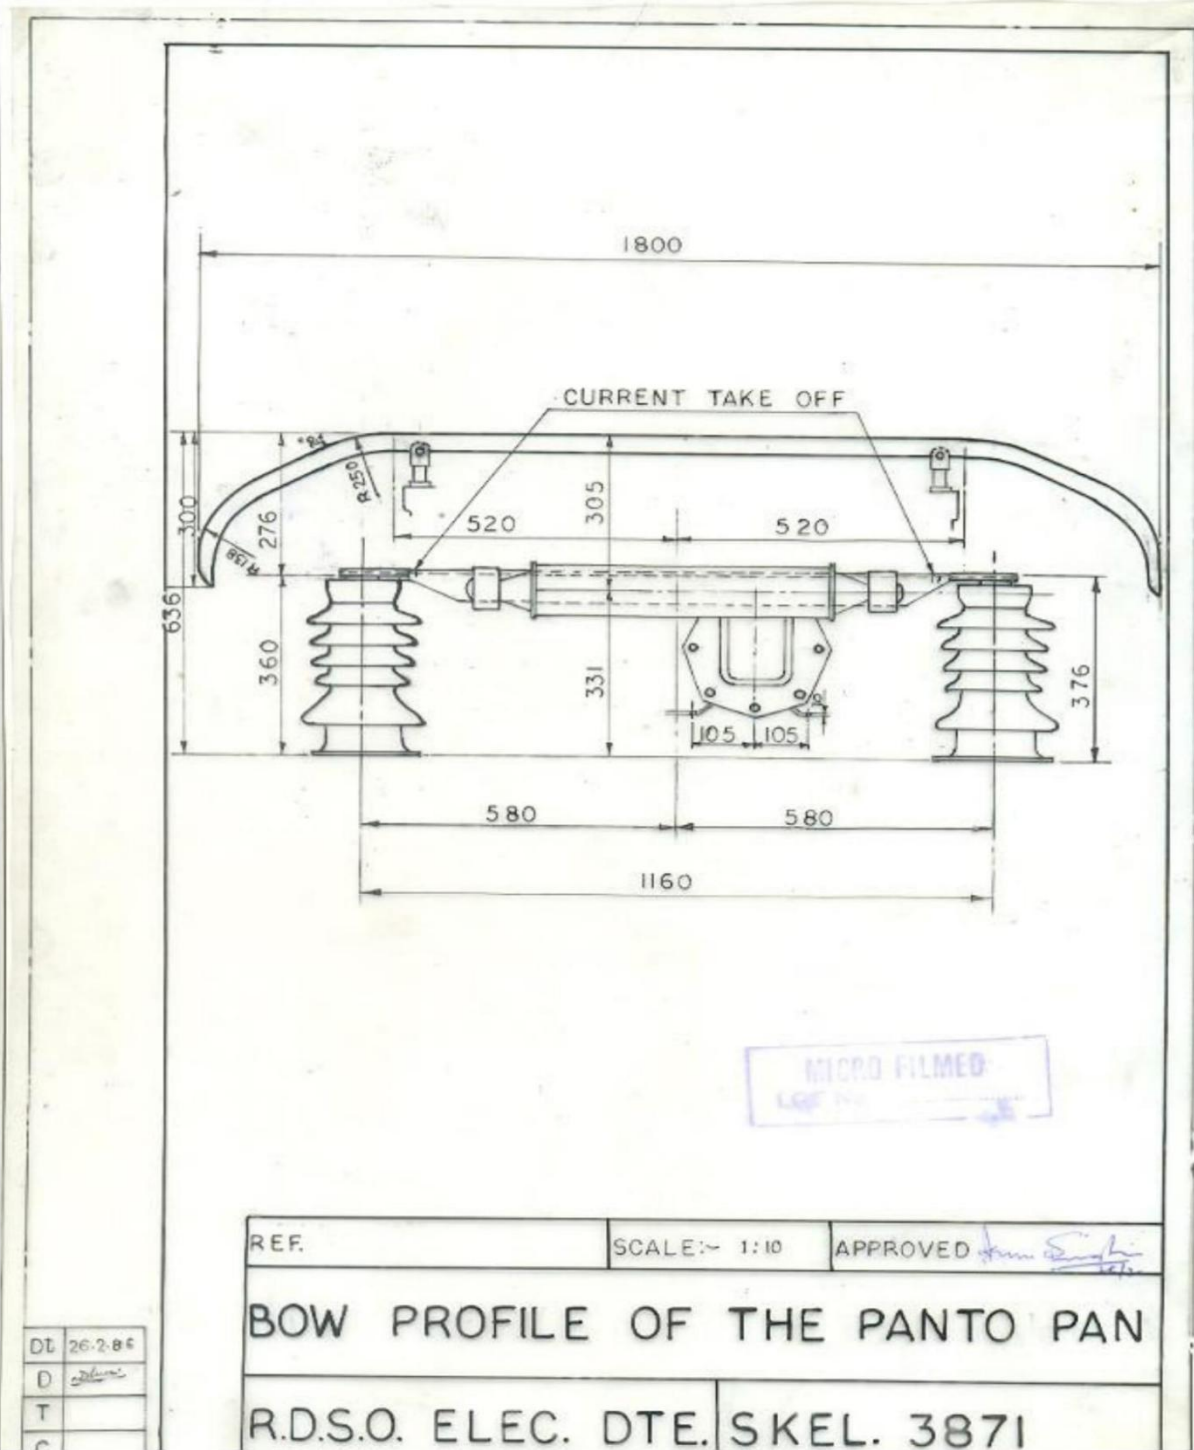 1800
CURRENT TAKE OFF
R 250
300
276
520
305
520
R 138
636
360
331
376
105
105
580
580
1160
MICRO FILMED
REF.
SCALE:~ 1:10
APPROVED
BOW PROFILE OF THE PANTO PAN
Dt 26-2-86
D
T
R.D.S.O. ELEC. DTE.
SKEL. 3871